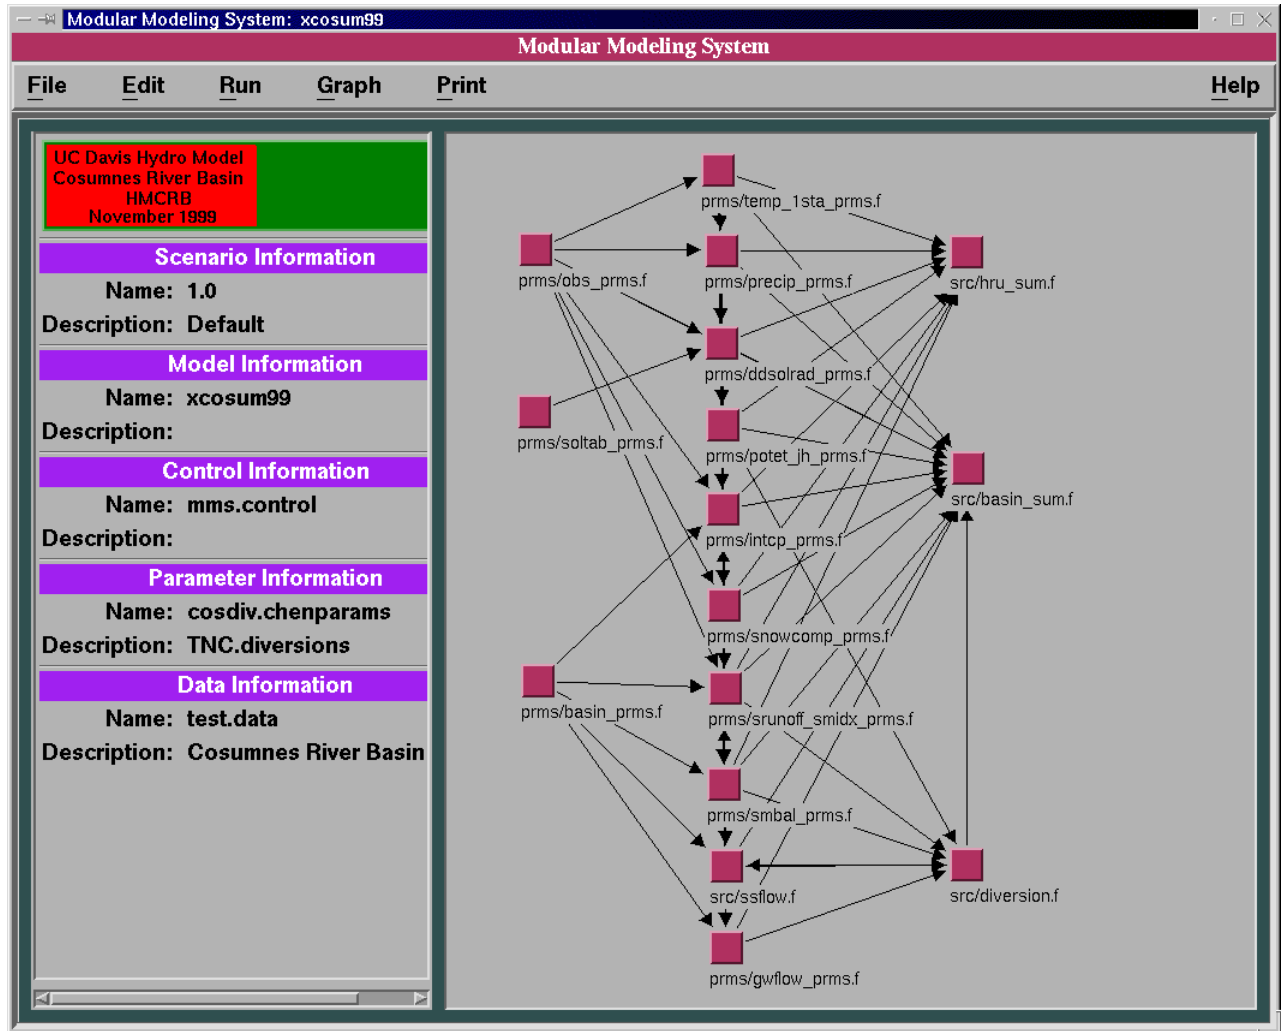 Modular Modeling System: xcosum99
Modular Modeling System
File Edit Run Graph Print Help
UC Davis Hydro Model
Cosumnes River Basin
HMCRB
November 1999
Scenario Information
Name: 1.0
Description: Default
Model Information
Name: xcosum99
Description:
Control Information
Name: mms.control
Description:
Parameter Information
Name: cosdiv.chenparams
Description: TNC.diversions
Data Information
Name: test.data
Description: Cosumnes River Basin
prms/temp_1sta_prms.f
prms/obs_prms.f
prms/precip_prms.f
src/hru_sum.f
prms/ddsolrad_prms.f
prms/soltab_prms.f
prms/potet_jh_prms.f
src/basin_sum.f
prms/intcp_prms.f
prms/snowcomp_prms.f
prms/basin_prms.f
prms/srunoff_smidx_prms.f
prms/smbal_prms.f
src/ssflow.f
src/diversion.f
prms/gwflow_prms.f